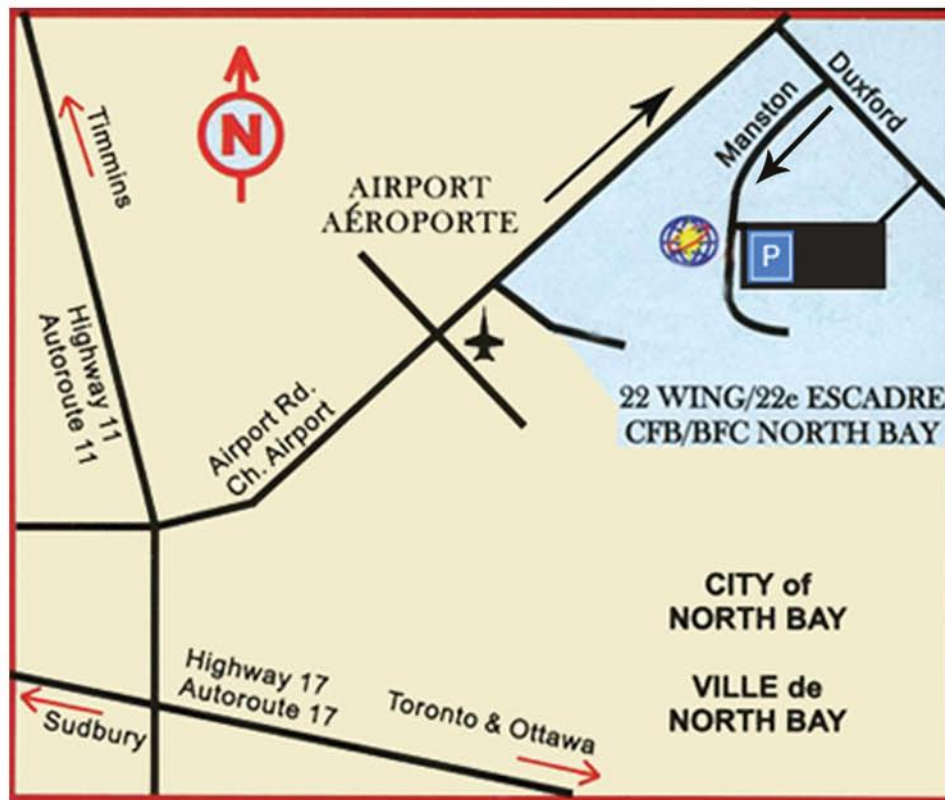 Timmins
N
Duxford
Manston
AIRPORT
AÉROPORTE
P
Highway 11
Autoroute 11
22 WING/22e ESCADRE
CFB/BFC NORTH BAY
Airport Rd.
Ch. Airport
CITY of
NORTH BAY
Highway 17
Autoroute 17
Toronto & Ottawa
Sudbury
VILLE de
NORTH BAY